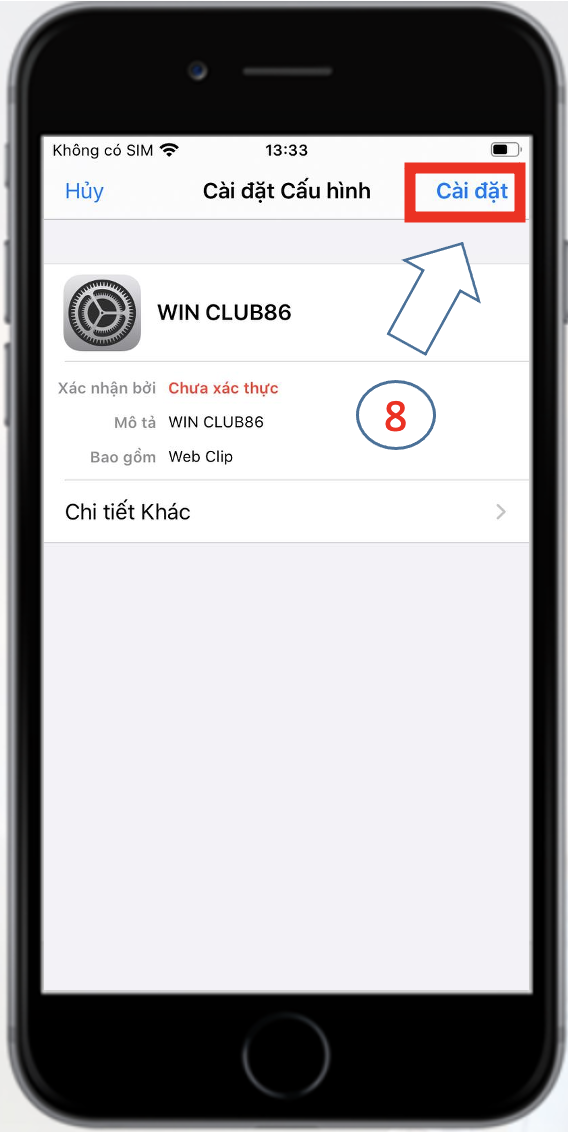 Không có SIM 13:33
Hủy Cài đặt Cấu hình Cài đặt
WIN CLUB86
Xác nhận bởi Chưa xác thực
Mô tả WIN CLUB86
Bao gồm Web Clip
8
Chi tiết Khác